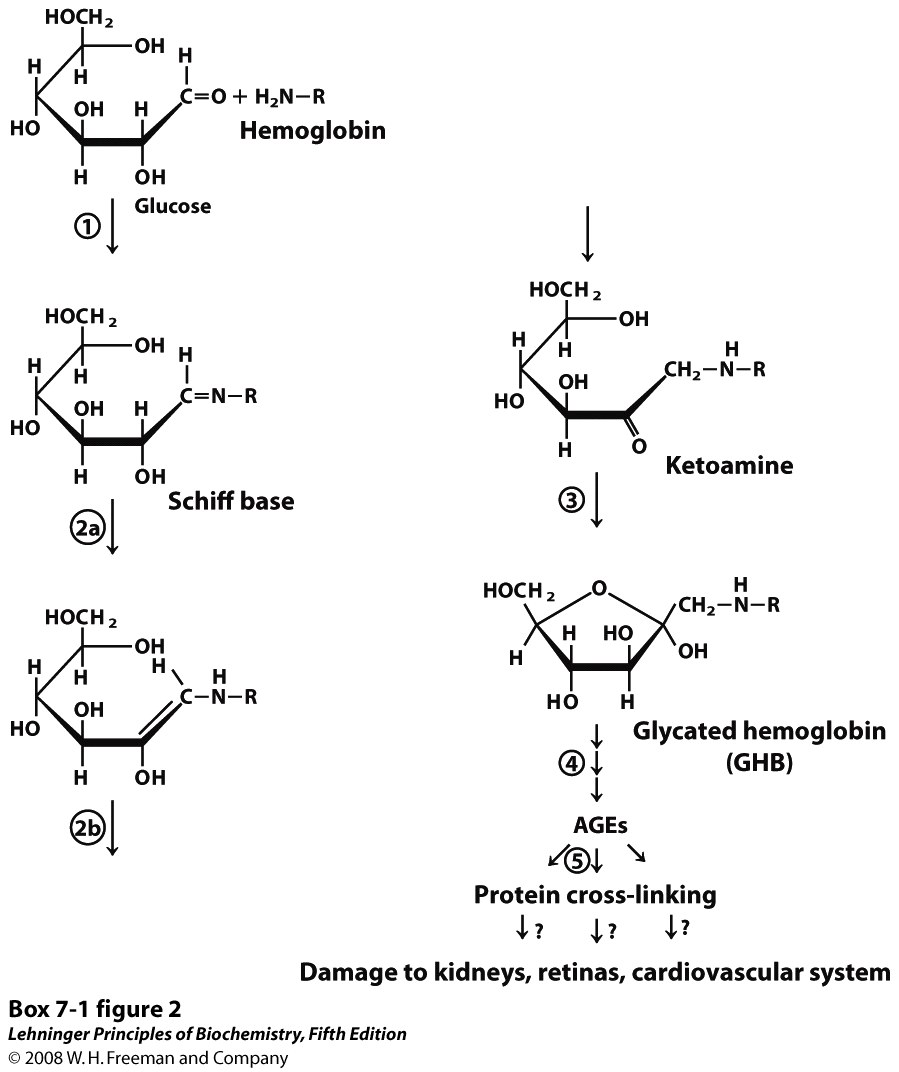 HOCH2
OH
H
H
H
C=O + H2N–R
OH
H
HO
Hemoglobin
H
OH
Glucose
1
HOCH2
OH
H
H
H
C=N–R
OH
H
HO
H
OH
Schiff base
2a
HOCH2
OH
H
H
H
H
C–N–R
OH
HO
H
OH
2b
HOCH2
OH
H
H
H
CH2–N–R
OH
HO
H
O
Ketoamine
3
H
HOCH2
O
CH2–N–R
H
HO
OH
H
HO
H
Glycated hemoglobin
(GHB)
4
AGEs
5
Protein cross-linking
? ? ?
Damage to kidneys, retinas, cardiovascular system
Box 7-1 figure 2
Lehninger Principles of Biochemistry, Fifth Edition
© 2008 W. H. Freeman and Company